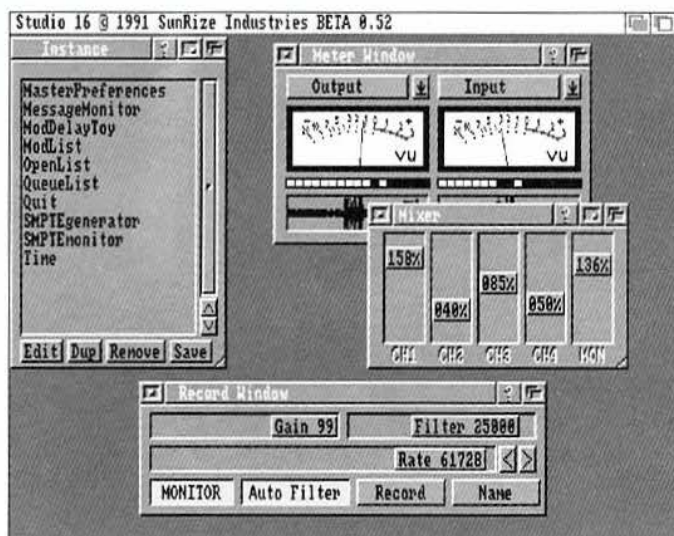 Studio 16 @ 1991 SunRize Industries BETA 0.52
Instance ?
MasterPreferences
MessageMonitor
ModDelayToy
ModList
OpenList
QueueList
Quit
SMPTEgenerator
SMPTEmonitor
Time
Edit Dup Remove Save
Meter Window ?
Output Input
VU VU
Mixer ?
158% 040% 085% 050% 136%
CH1 CH2 CH3 CH4 MON
Record Window ?
Gain 99 Filter 25000
Rate 61728 < >
MONITOR Auto Filter Record Name